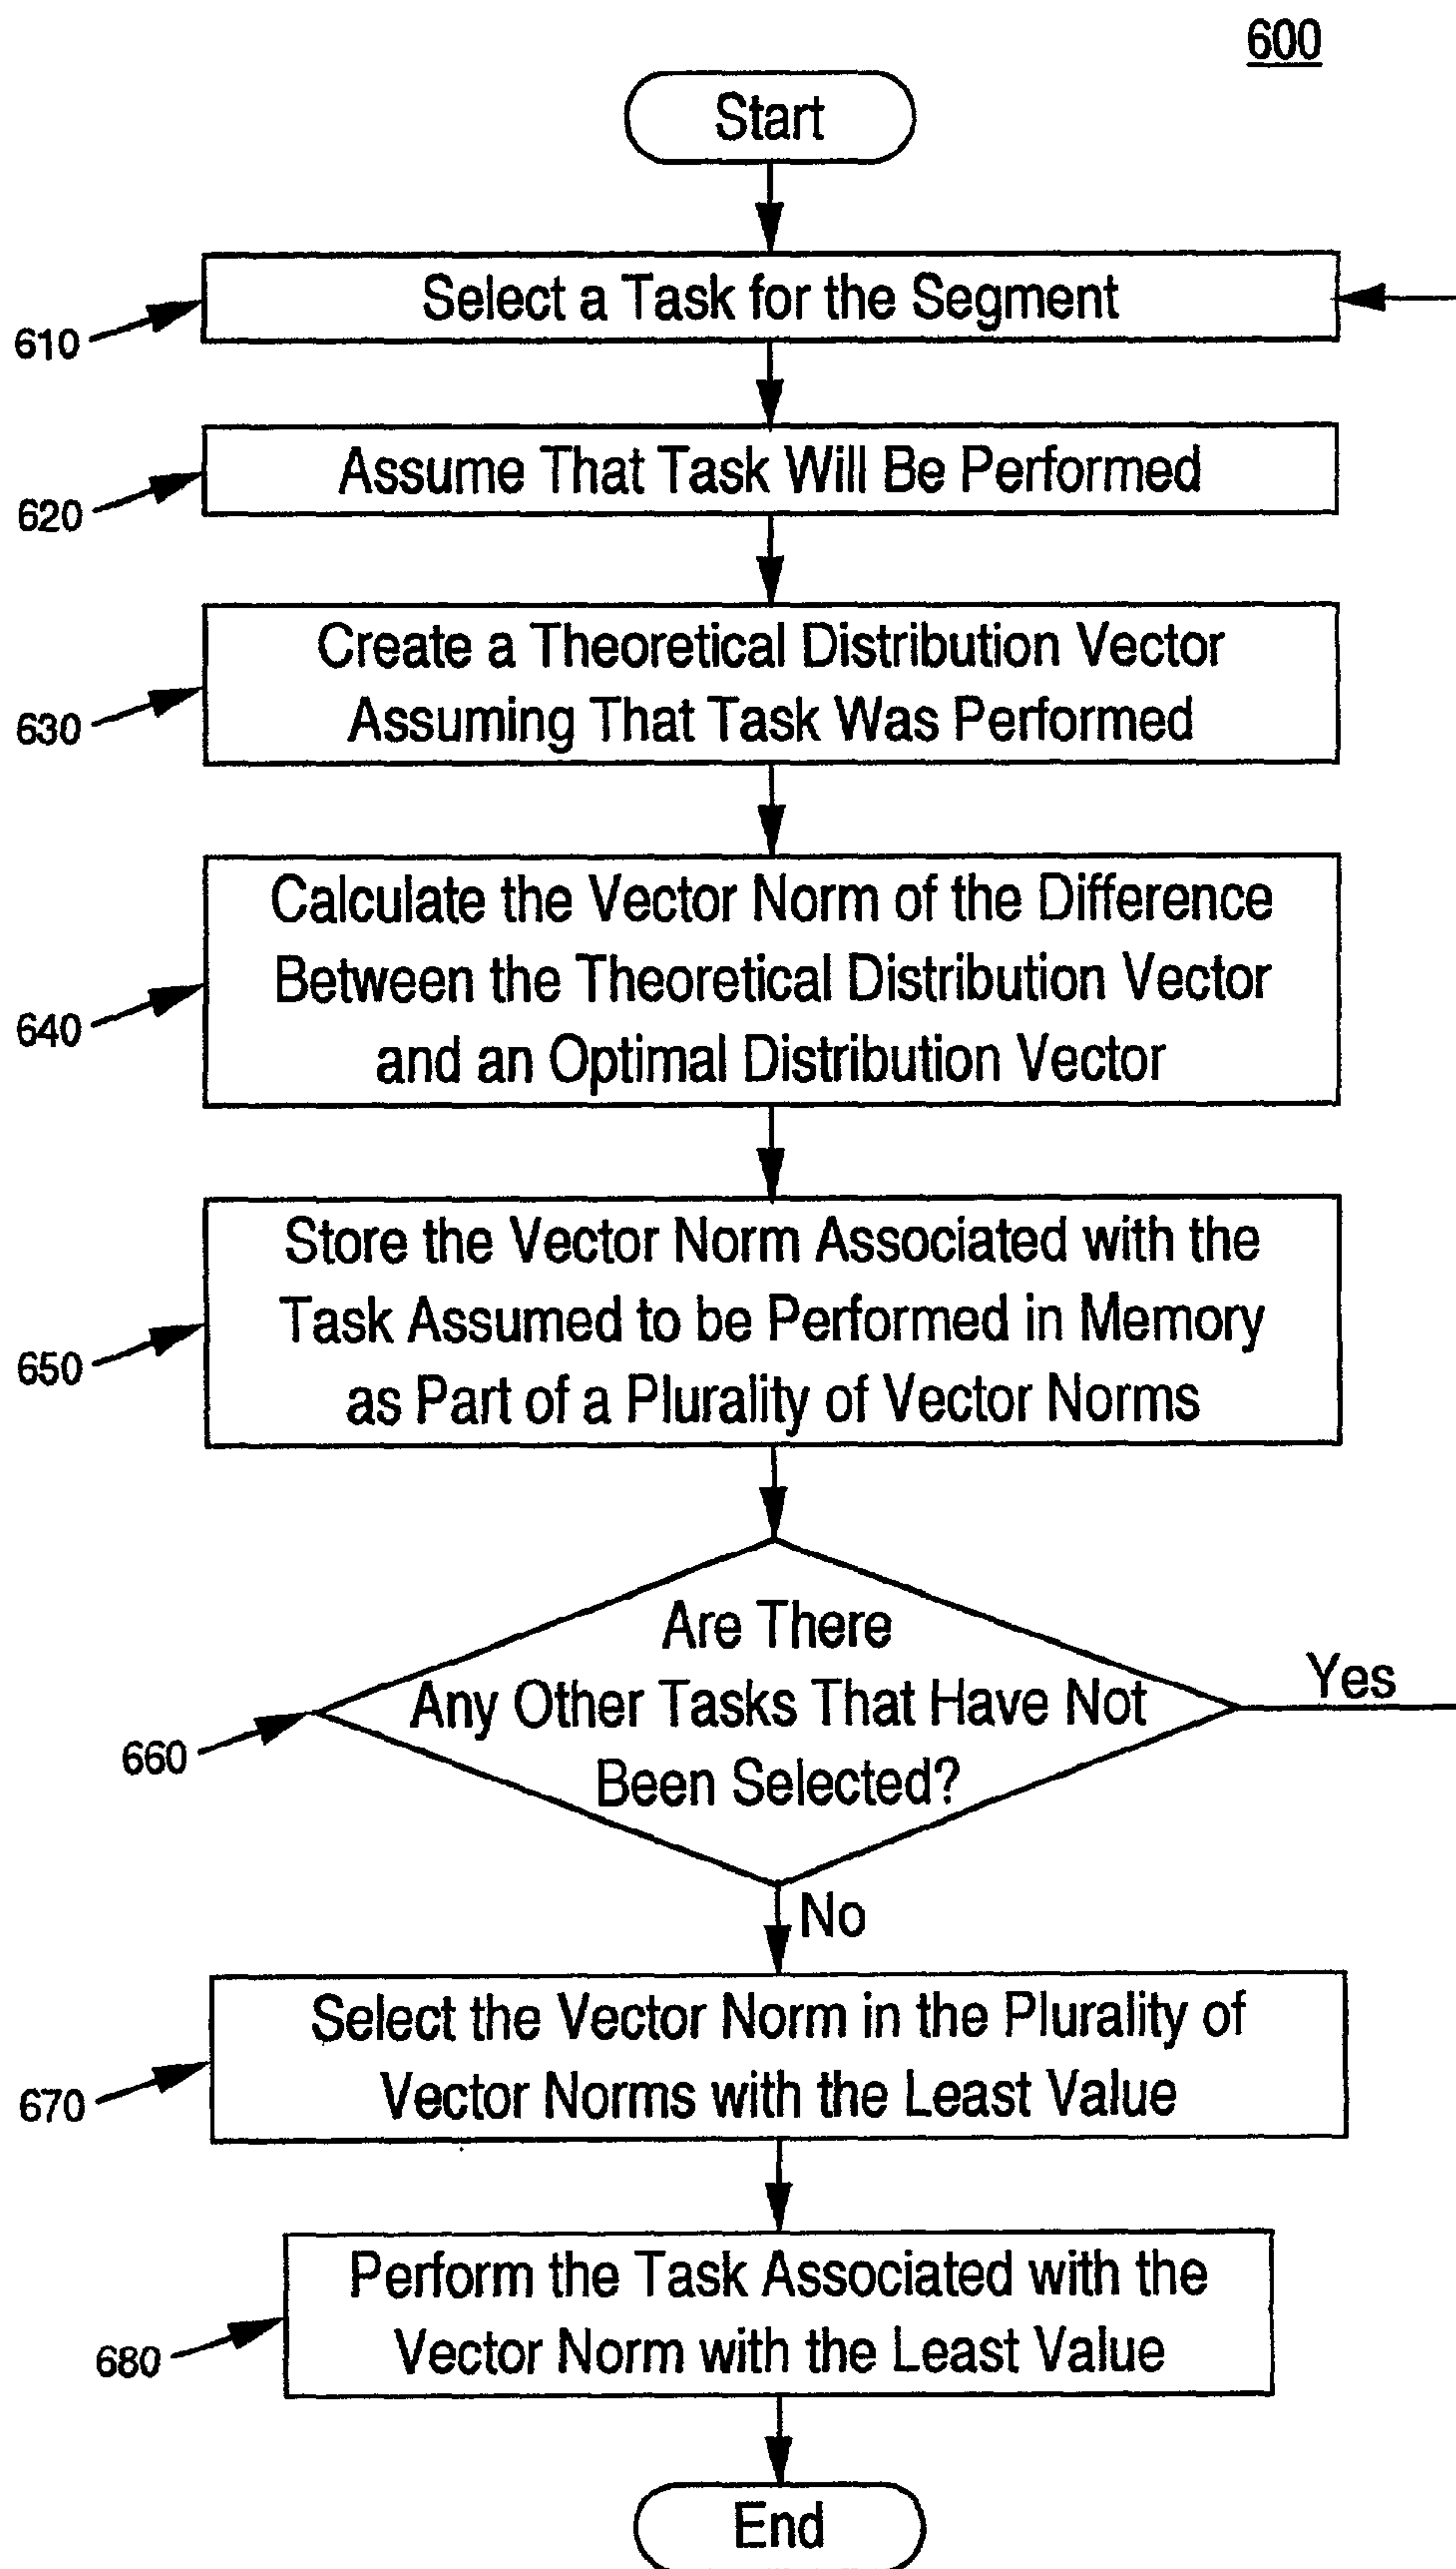 600
Start
Select a Task for the Segment
610
Assume That Task Will Be Performed
620
Create a Theoretical Distribution Vector
Assuming That Task Was Performed
630
Calculate the Vector Norm of the Difference
Between the Theoretical Distribution Vector
and an Optimal Distribution Vector
640
Store the Vector Norm Associated with the
Task Assumed to be Performed in Memory
as Part of a Plurality of Vector Norms
650
Are There
Any Other Tasks That Have Not
Been Selected?
Yes
660
No
Select the Vector Norm in the Plurality of
Vector Norms with the Least Value
670
Perform the Task Associated with the
Vector Norm with the Least Value
680
End